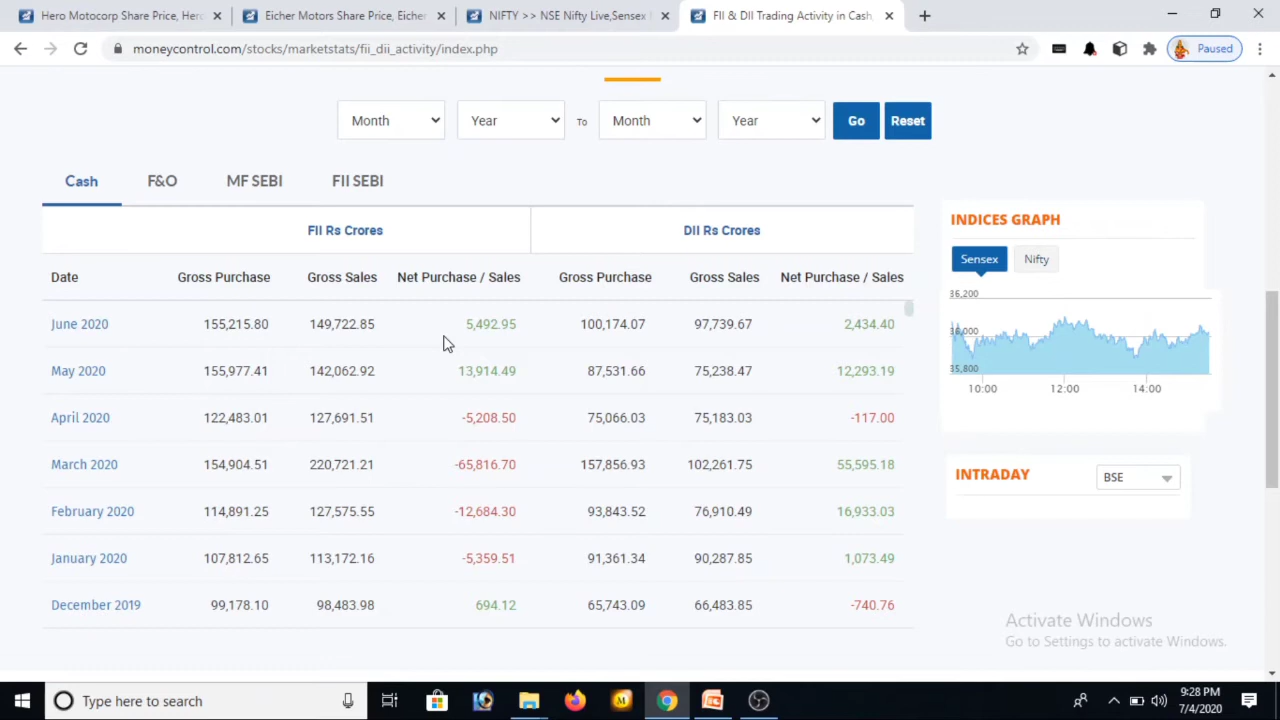 Hero Motocorp Share Price, Hero
Eicher Motors Share Price, Eicher
NIFTY >> NSE Nifty Live,Sensex
FII & DII Trading Activity in Cash,
moneycontrol.com/stocks/marketstats/fii_dii_activity/index.php
Paused
Month Year To Month Year Go Reset
Cash F&O MF SEBI FII SEBI
FII Rs Crores DII Rs Crores
Date Gross Purchase Gross Sales Net Purchase / Sales Gross Purchase Gross Sales Net Purchase / Sales
June 2020 155,215.80 149,722.85 5,492.95 100,174.07 97,739.67 2,434.40
May 2020 155,977.41 142,062.92 13,914.49 87,531.66 75,238.47 12,293.19
April 2020 122,483.01 127,691.51 -5,208.50 75,066.03 75,183.03 -117.00
March 2020 154,904.51 220,721.21 -65,816.70 157,856.93 102,261.75 55,595.18
February 2020 114,891.25 127,575.55 -12,684.30 93,843.52 76,910.49 16,933.03
January 2020 107,812.65 113,172.16 -5,359.51 91,361.34 90,287.85 1,073.49
December 2019 99,178.10 98,483.98 694.12 65,743.09 66,483.85 -740.76
INDICES GRAPH
Sensex Nifty
36,200
36,000
35,800
10:00 12:00 14:00
INTRADAY BSE
Activate Windows
Go to Settings to activate Windows.
Type here to search
9:28 PM
7/4/2020